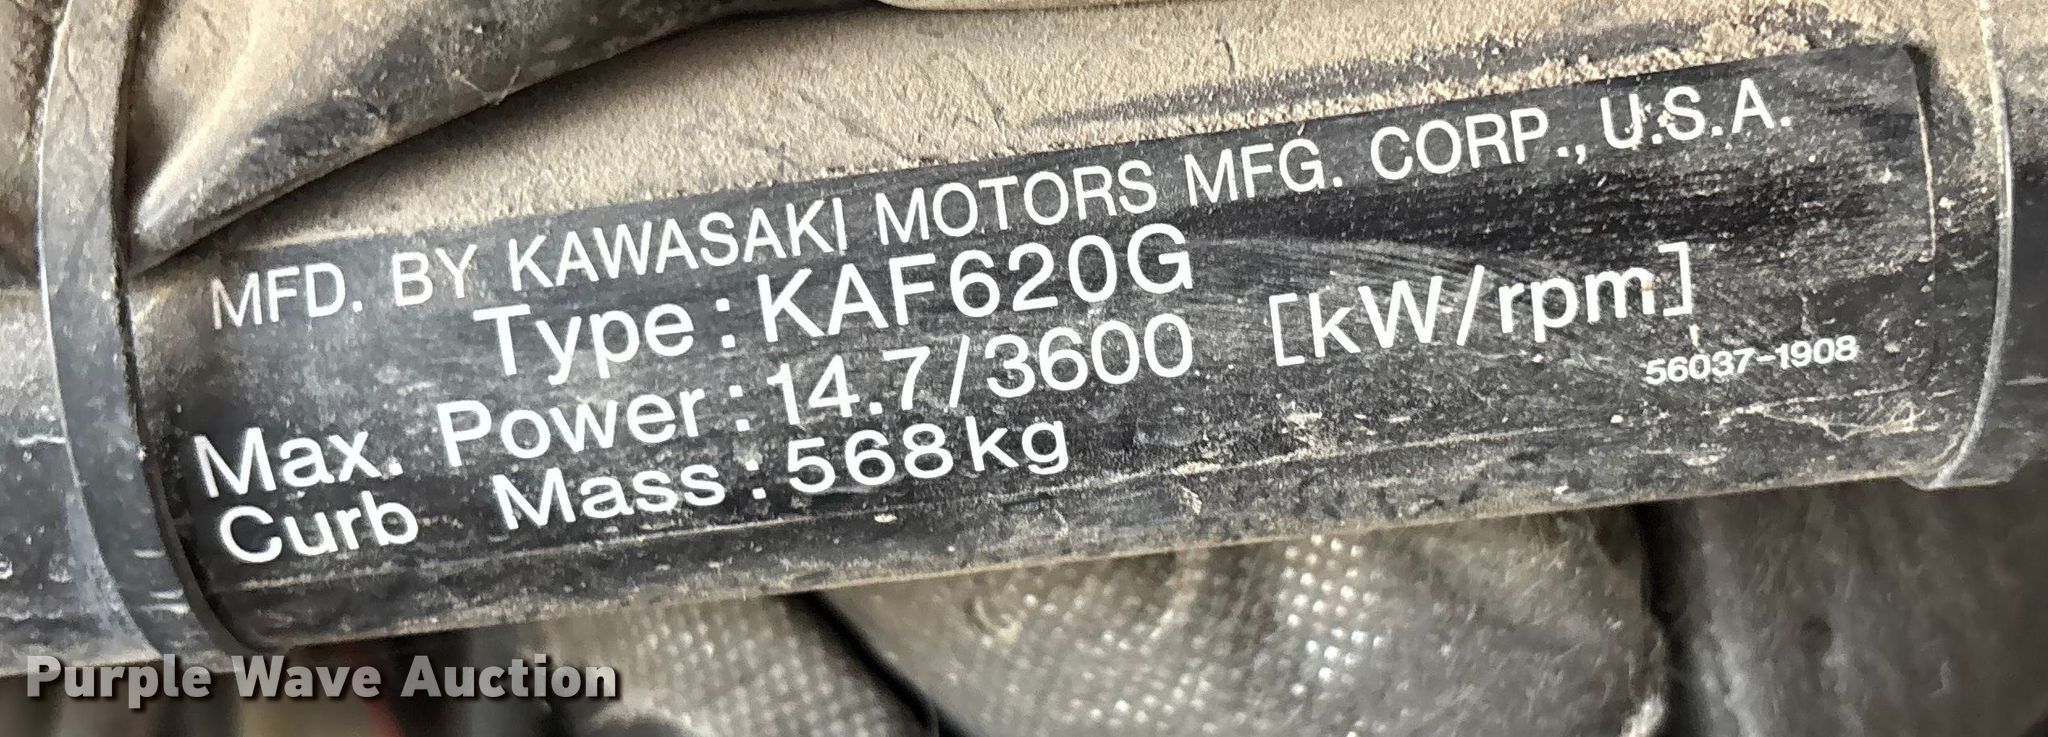 MFD. BY KAWASAKI MOTORS MFG. CORP., U.S.A.
Type : KAF620G
Max. Power : 14.7/3600 [kW/rpm]
Curb Mass : 568kg
56037-1908
Purple Wave Auction